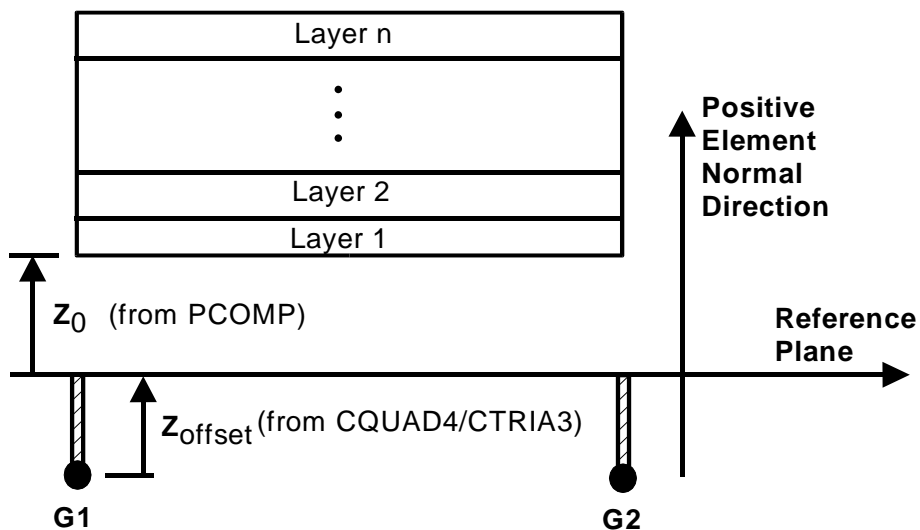 Layer n
Positive
Element
Normal
Direction
Layer 2
Layer 1
Z0 (from PCOMP)
Reference
Plane
Zoffset (from CQUAD4/CTRIA3)
G1
G2